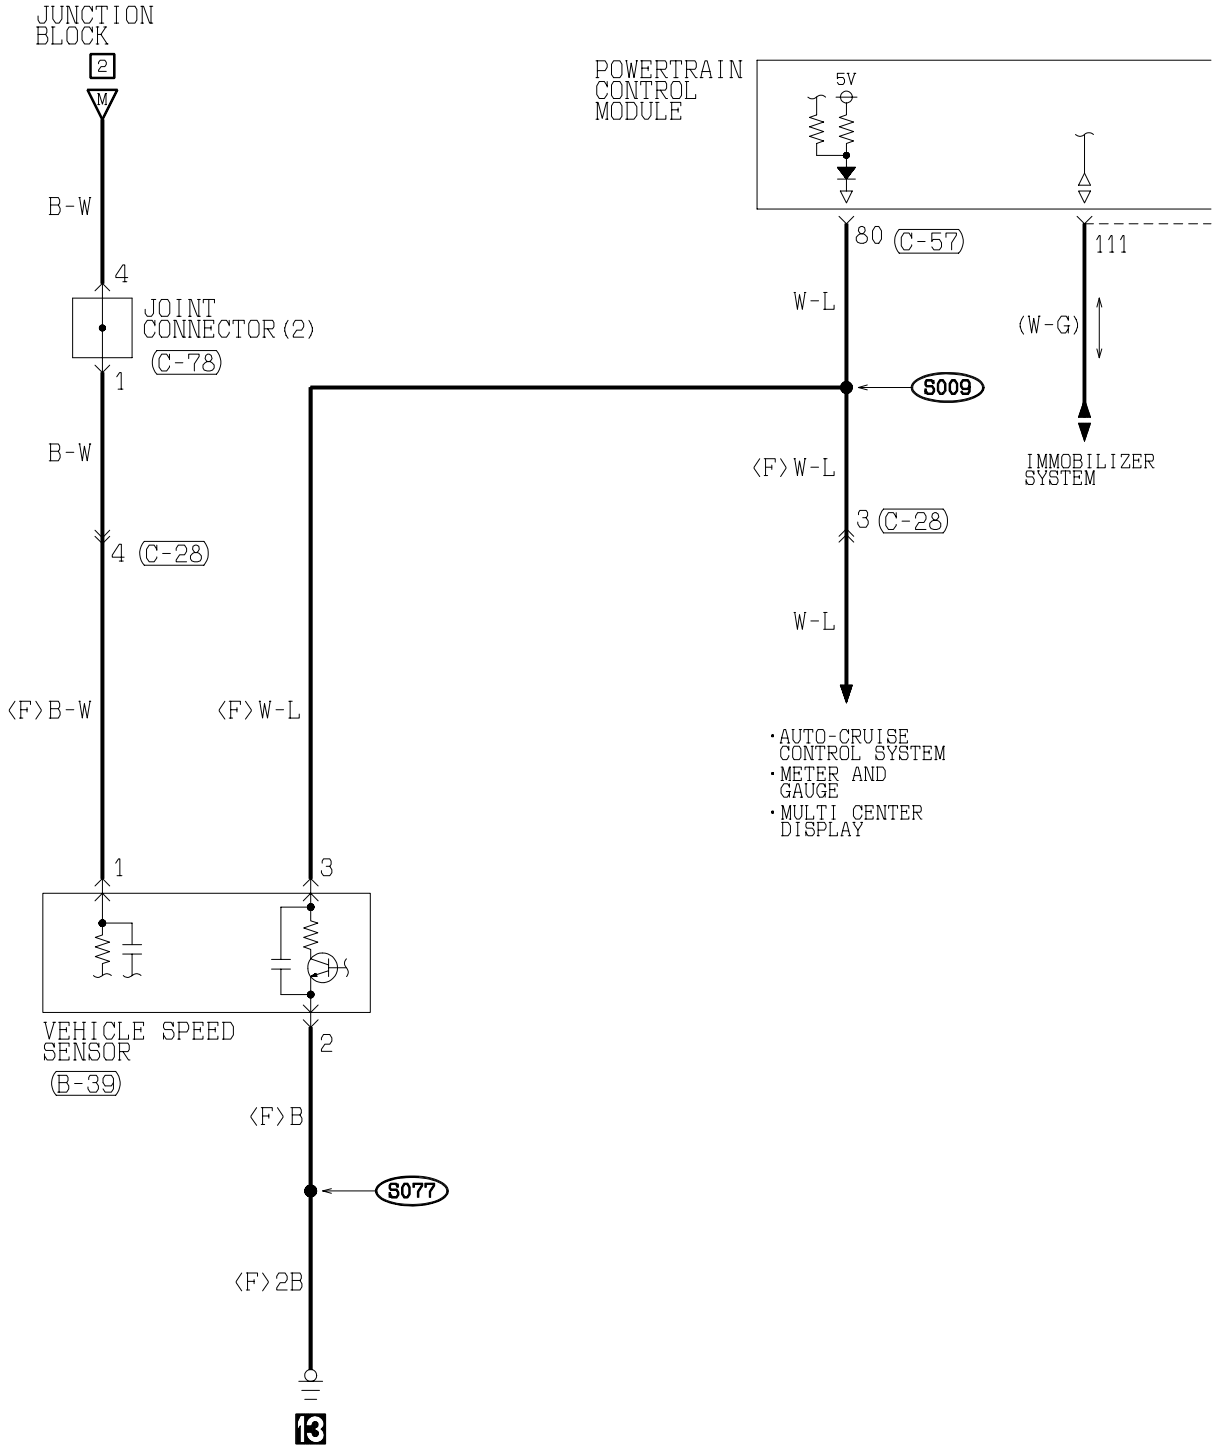 JUNCTION
BLOCK
2
M
B-W
4
JOINT
CONNECTOR(2)
(C-78)
1
B-W
4 (C-28)
<F>B-W
1
POWERTRAIN
CONTROL
MODULE
5V
80 (C-57)
111
W-L
(W-G)
S009
<F>W-L
IMMOBILIZER
SYSTEM
3 (C-28)
W-L
<F>W-L
・AUTO-CRUISE
CONTROL SYSTEM
・METER AND
GAUGE
・MULTI CENTER
DISPLAY
3
VEHICLE SPEED
SENSOR
(B-39)
2
<F>B
S077
<F>2B
13